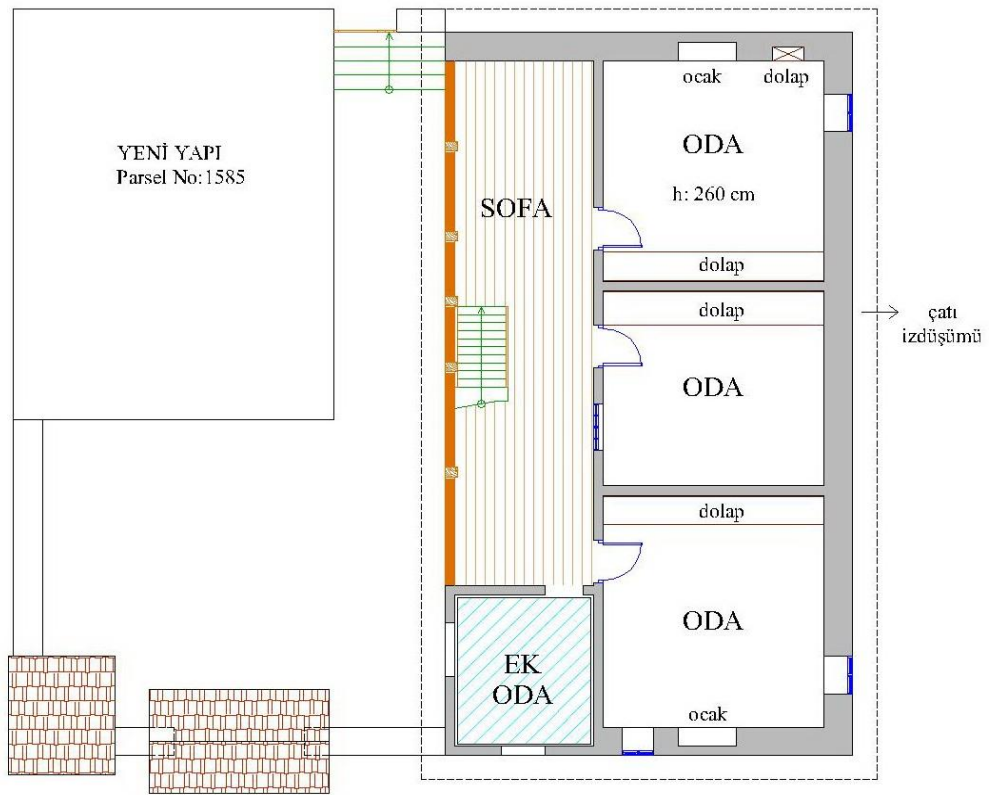 YENİ YAPI
Parsel No:1585
SOFA
ocak
dolap
ODA
h: 260 cm
dolap
dolap
ODA
çatı
izdüşümü
dolap
ODA
EK
ODA
ocak